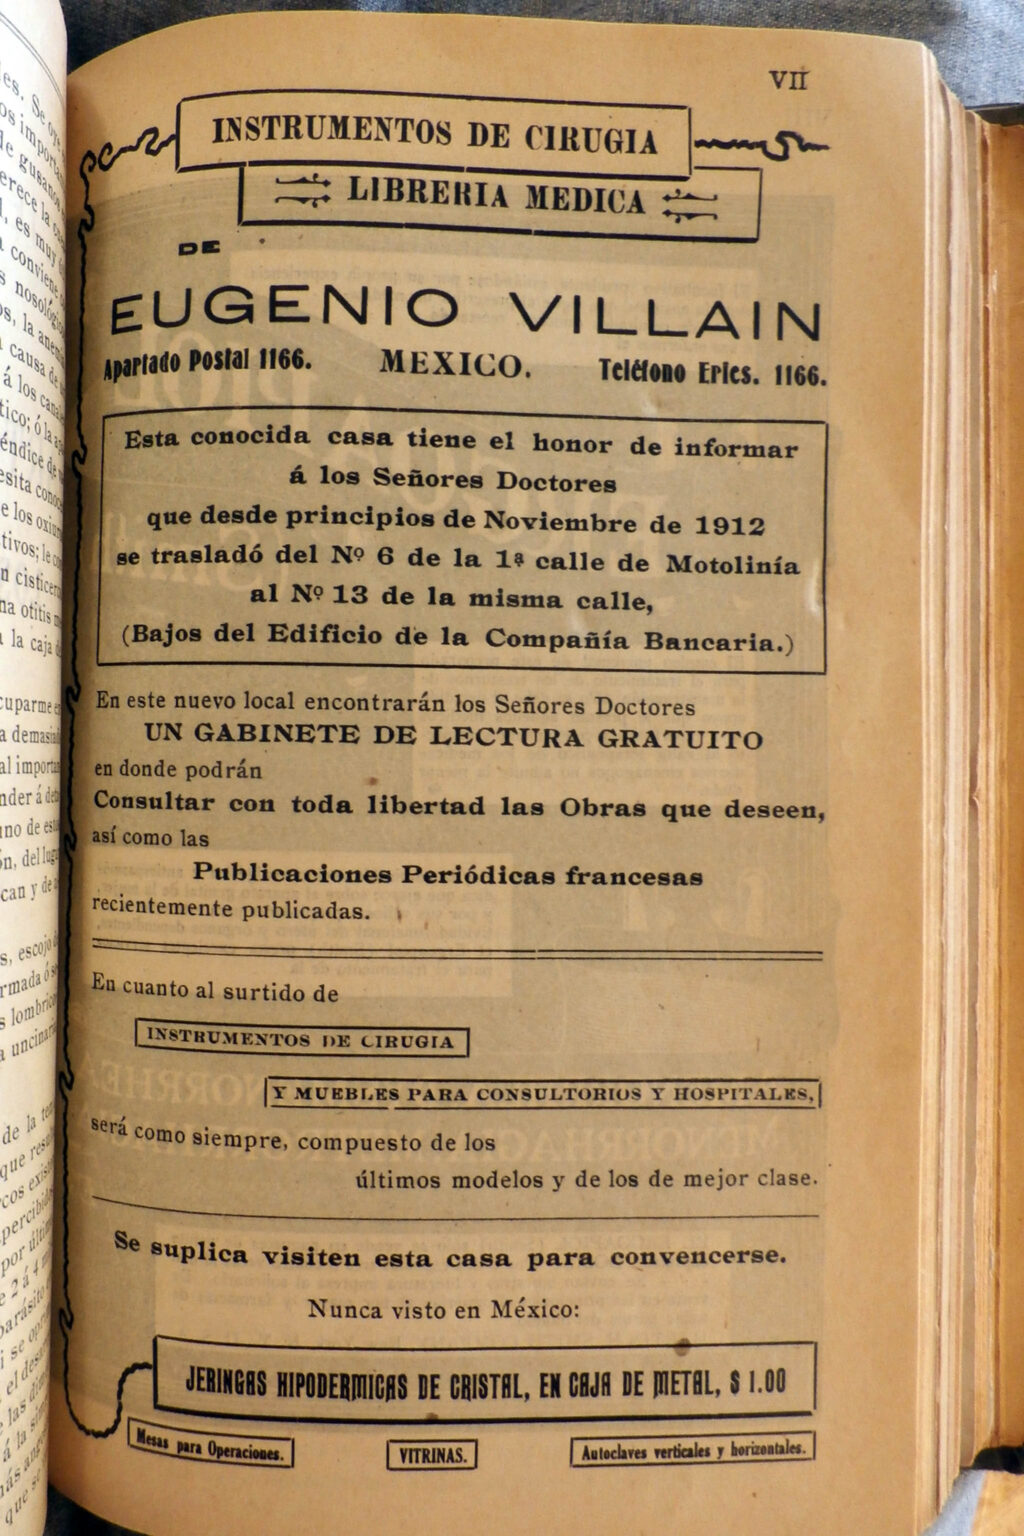 VII
INSTRUMENTOS DE CIRUGIA
LIBRERIA MEDICA
DE
EUGENIO VILLAIN
Apartado Postal 1166. MEXICO. Teléfono Erics. 1166.
Esta conocida casa tiene el honor de informar
á los Señores Doctores
que desde principios de Noviembre de 1912
se trasladó del Nº 6 de la 1ª calle de Motolinía
al Nº 13 de la misma calle,
(Bajos del Edificio de la Compañía Bancaria.)
En este nuevo local encontrarán los Señores Doctores
UN GABINETE DE LECTURA GRATUITO
en donde podrán
Consultar con toda libertad las Obras que deseen,
así como las
Publicaciones Periódicas francesas
recientemente publicadas.
En cuanto al surtido de
INSTRUMENTOS DE CIRUGIA
Y MUEBLES PARA CONSULTORIOS Y HOSPITALES,
será como siempre, compuesto de los
últimos modelos y de los de mejor clase.
Se suplica visiten esta casa para convencerse.
Nunca visto en México:
JERINGAS HIPODERMICAS DE CRISTAL, EN CAJA DE METAL, $ 1.00
Mesas para Operaciones. VITRINAS. Autoclaves verticales y horizontales.